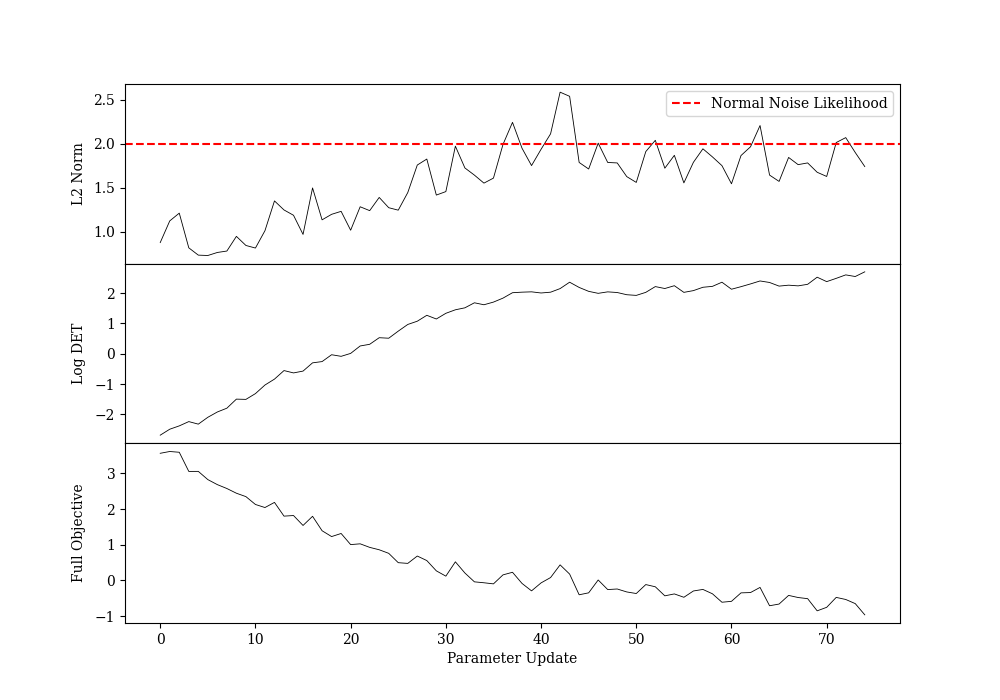 Normal Noise Likelihood
L2 Norm
2.5
2.0
1.5
1.0
Log DET
2
1
0
−1
−2
Full Objective
3
2
1
0
−1
0 10 20 30 40 50 60 70
Parameter Update